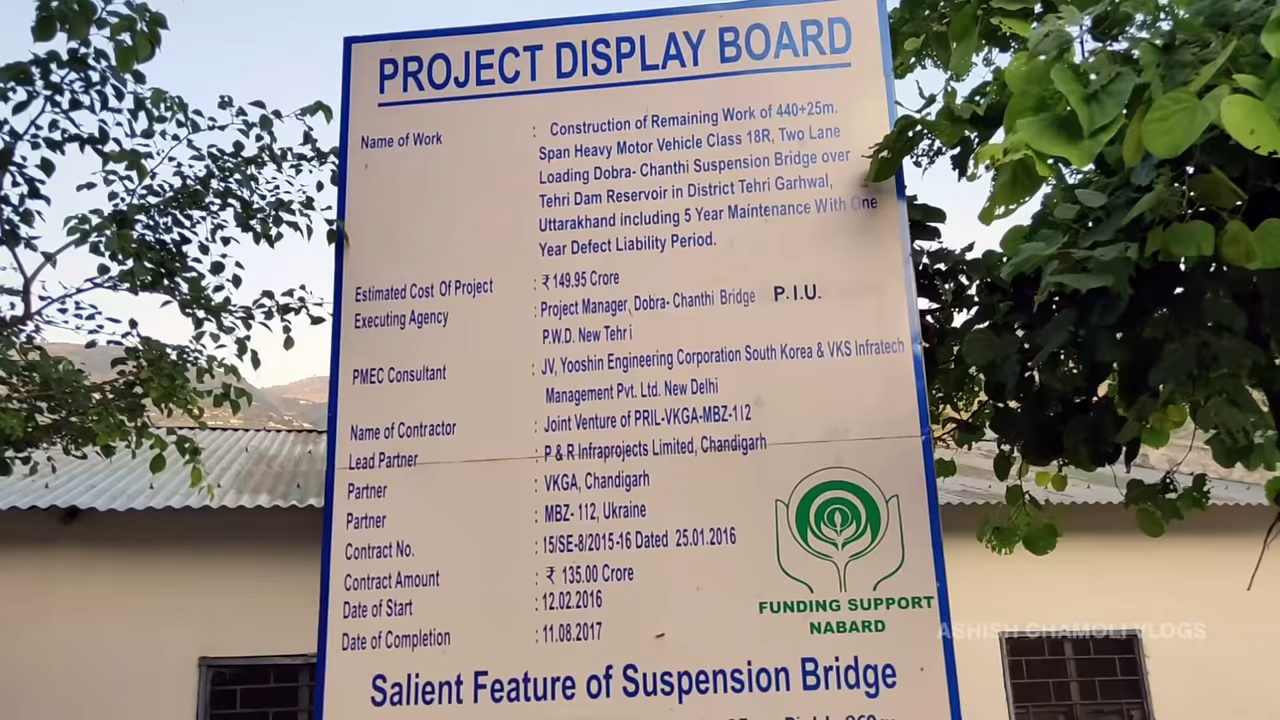 PROJECT DISPLAY BOARD
Name of Work : Construction of Remaining Work of 440+25m.
Span Heavy Motor Vehicle Class 18R, Two Lane
Loading Dobra- Chanthi Suspension Bridge over
Tehri Dam Reservoir in District Tehri Garhwal,
Uttarakhand including 5 Year Maintenance With One
Year Defect Liability Period.
Estimated Cost Of Project : ₹149.95 Crore
Executing Agency : Project Manager, Dobra- Chanthi Bridge P.I.U.
P.W.D. New Tehri
PMEC Consultant : JV, Yooshin Engineering Corporation South Korea & VKS Infratech
Management Pvt. Ltd. New Delhi
Name of Contractor : Joint Venture of PRIL-VKGA-MBZ-112
Lead Partner : P & R Infraprojects Limited, Chandigarh
Partner : VKGA, Chandigarh
Partner : MBZ- 112, Ukraine
Contract No. : 15/SE-8/2015-16 Dated 25.01.2016
Contract Amount : ₹ 135.00 Crore
Date of Start : 12.02.2016
Date of Completion : 11.08.2017
FUNDING SUPPORT
NABARD
ASHISH CHAMOLI VLOGS
Salient Feature of Suspension Bridge